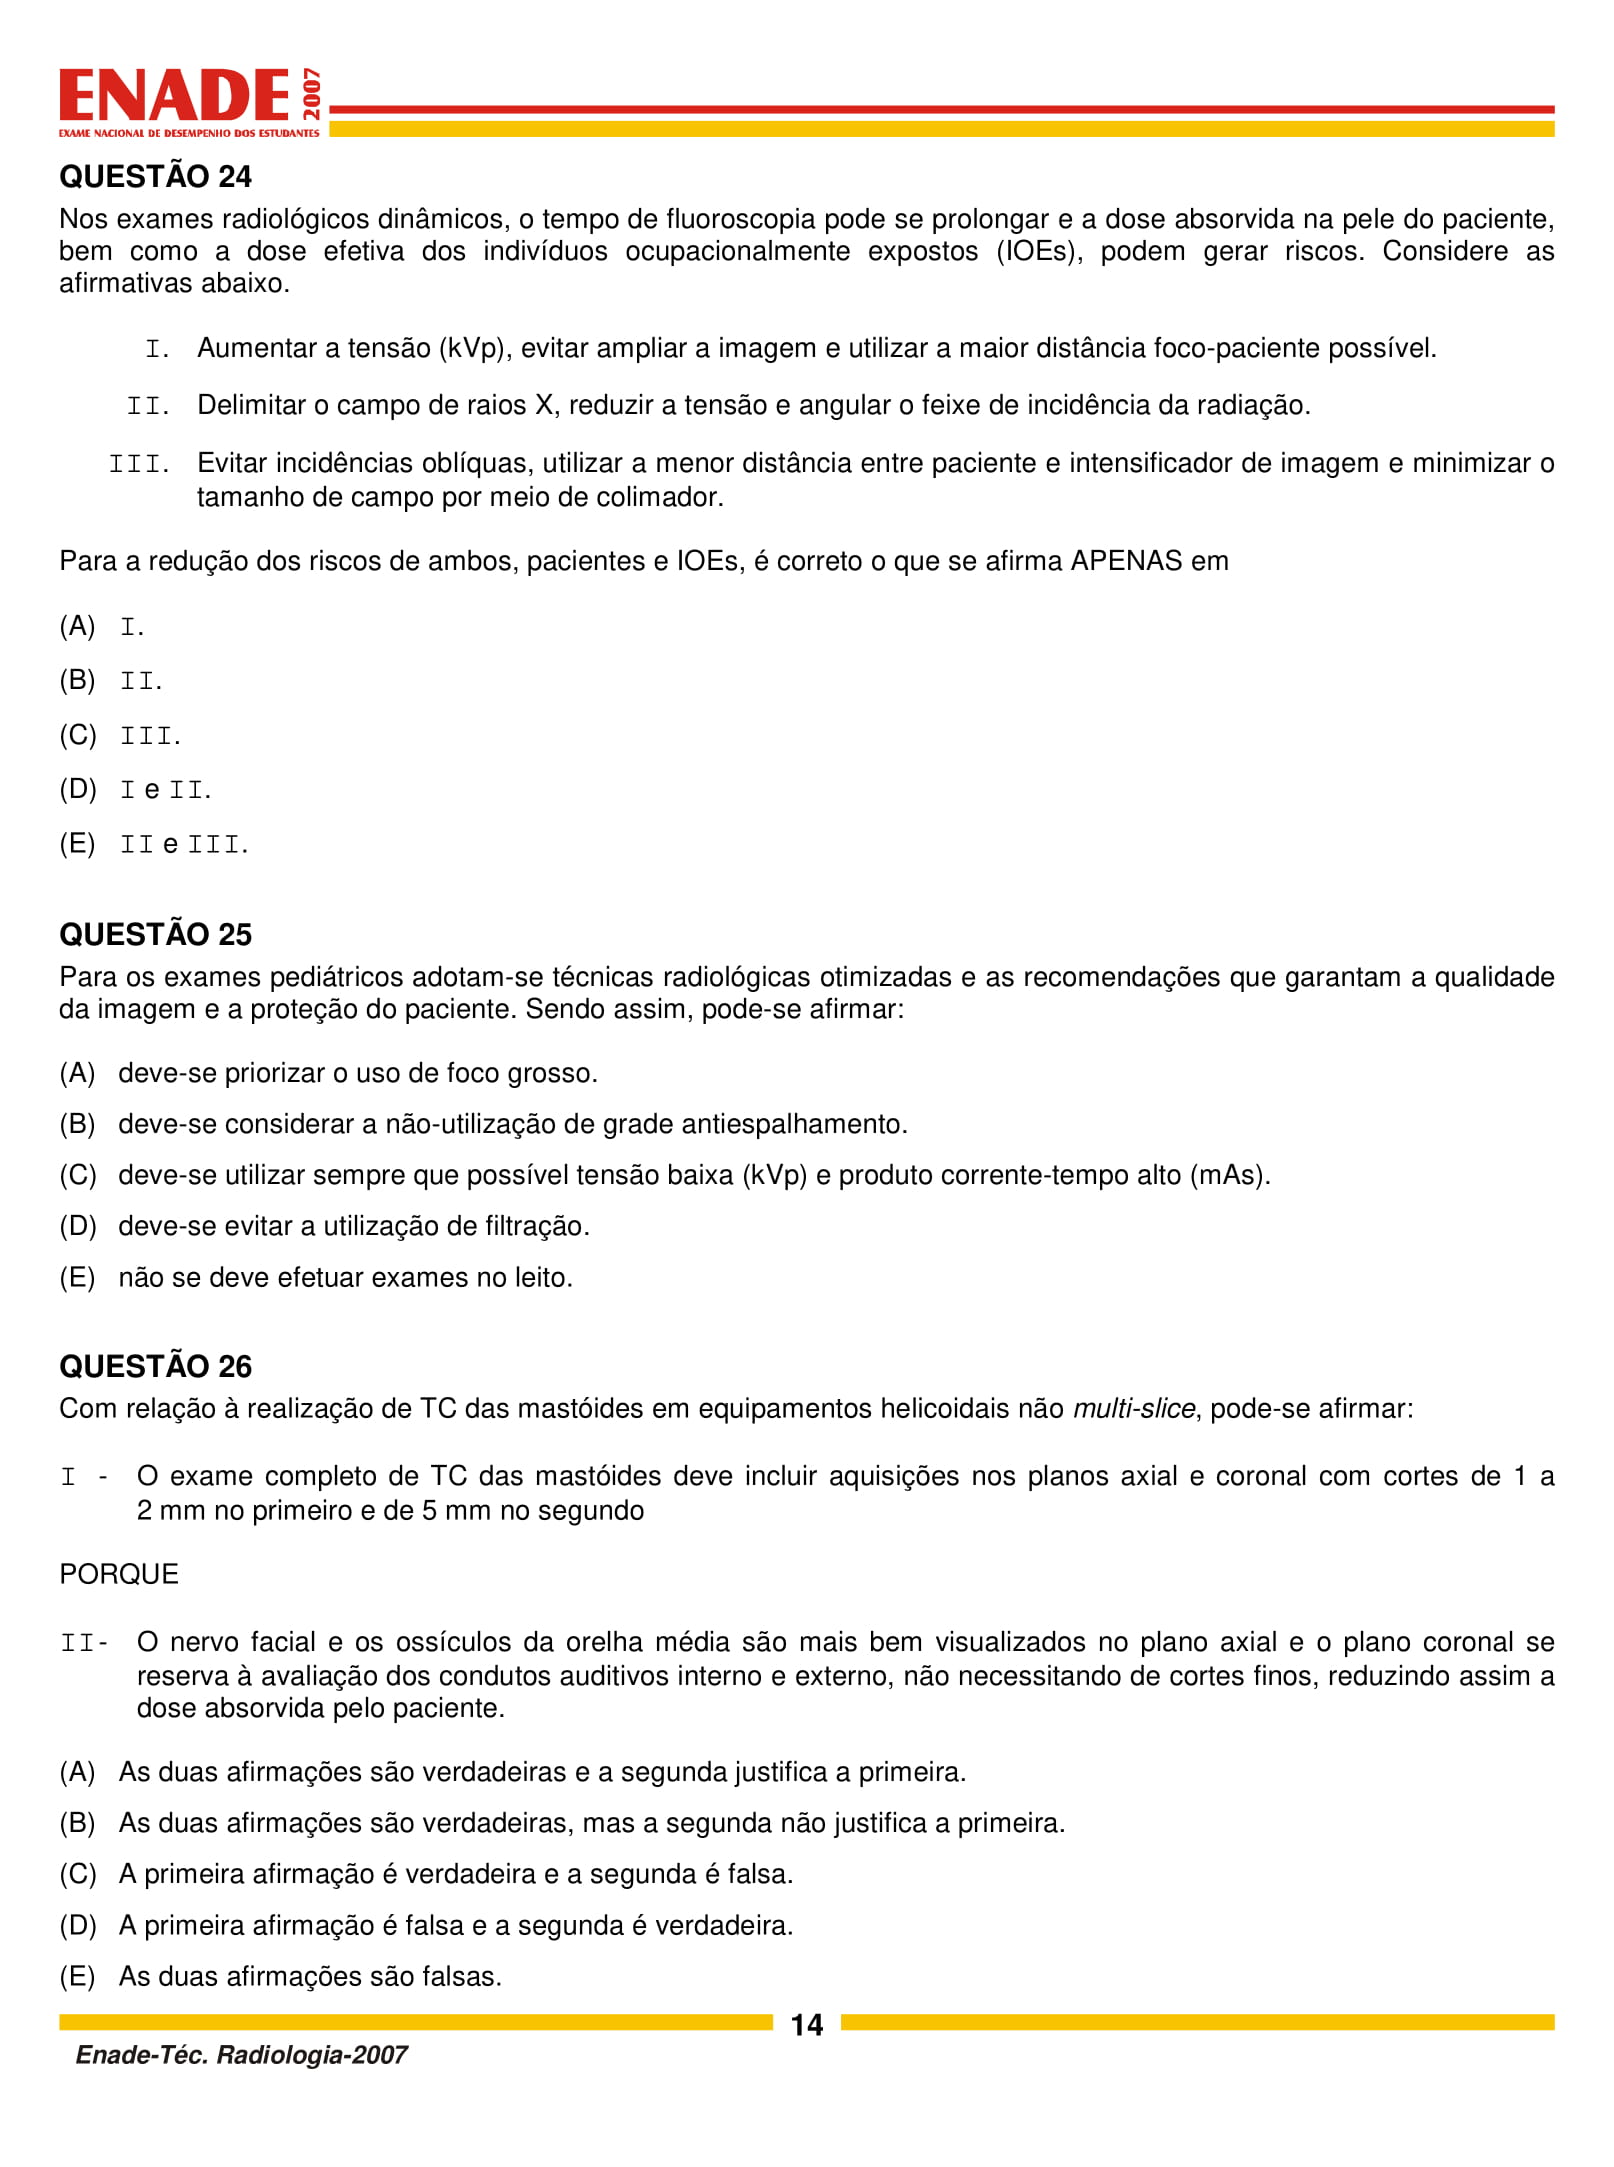 ENADE 2007
EXAME NACIONAL DE DESEMPENHO DOS ESTUDANTES
QUESTÃO 24
Nos exames radiológicos dinâmicos, o tempo de fluoroscopia pode se prolongar e a dose absorvida na pele do paciente,
bem como a dose efetiva dos indivíduos ocupacionalmente expostos (IOEs), podem gerar riscos. Considere as
afirmativas abaixo.
I. Aumentar a tensão (kVp), evitar ampliar a imagem e utilizar a maior distância foco-paciente possível.
II. Delimitar o campo de raios X, reduzir a tensão e angular o feixe de incidência da radiação.
III. Evitar incidências oblíquas, utilizar a menor distância entre paciente e intensificador de imagem e minimizar o
tamanho de campo por meio de colimador.
Para a redução dos riscos de ambos, pacientes e IOEs, é correto o que se afirma APENAS em
(A) I.
(B) II.
(C) III.
(D) I e II.
(E) II e III.
QUESTÃO 25
Para os exames pediátricos adotam-se técnicas radiológicas otimizadas e as recomendações que garantam a qualidade
da imagem e a proteção do paciente. Sendo assim, pode-se afirmar:
(A) deve-se priorizar o uso de foco grosso.
(B) deve-se considerar a não-utilização de grade antiespalhamento.
(C) deve-se utilizar sempre que possível tensão baixa (kVp) e produto corrente-tempo alto (mAs).
(D) deve-se evitar a utilização de filtração.
(E) não se deve efetuar exames no leito.
QUESTÃO 26
Com relação à realização de TC das mastóides em equipamentos helicoidais não multi-slice, pode-se afirmar:
I - O exame completo de TC das mastóides deve incluir aquisições nos planos axial e coronal com cortes de 1 a
2 mm no primeiro e de 5 mm no segundo
PORQUE
II- O nervo facial e os ossículos da orelha média são mais bem visualizados no plano axial e o plano coronal se
reserva à avaliação dos condutos auditivos interno e externo, não necessitando de cortes finos, reduzindo assim a
dose absorvida pelo paciente.
(A) As duas afirmações são verdadeiras e a segunda justifica a primeira.
(B) As duas afirmações são verdadeiras, mas a segunda não justifica a primeira.
(C) A primeira afirmação é verdadeira e a segunda é falsa.
(D) A primeira afirmação é falsa e a segunda é verdadeira.
(E) As duas afirmações são falsas.
14
Enade-Téc. Radiologia-2007